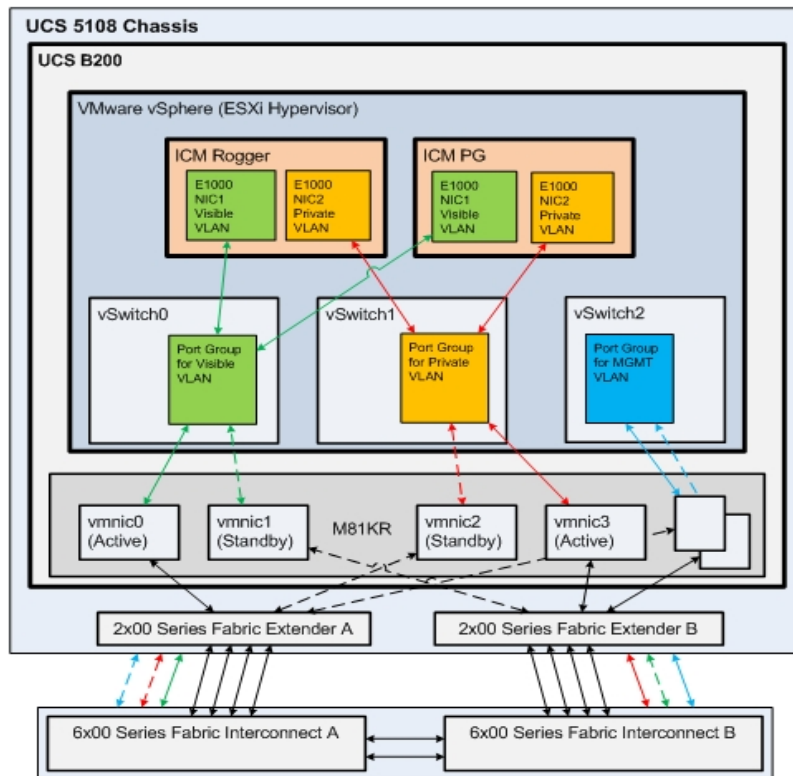 UCS 5108 Chassis
UCS B200
VMware vSphere (ESXi Hypervisor)
ICM Rogger
E1000
NIC1
Visible
VLAN
E1000
NIC2
Private
VLAN
ICM PG
E1000
NIC1
Visible
VLAN
E1000
NIC2
Private
VLAN
vSwitch0
Port Group
for Visible
VLAN
vSwitch1
Port Group
for Private
VLAN
vSwitch2
Port Group
for MGMT
VLAN
vmnic0
(Active)
vmnic1
(Standby)
M81KR
vmnic2
(Standby)
vmnic3
(Active)
2x00 Series Fabric Extender A
2x00 Series Fabric Extender B
6x00 Series Fabric Interconnect A
6x00 Series Fabric Interconnect B